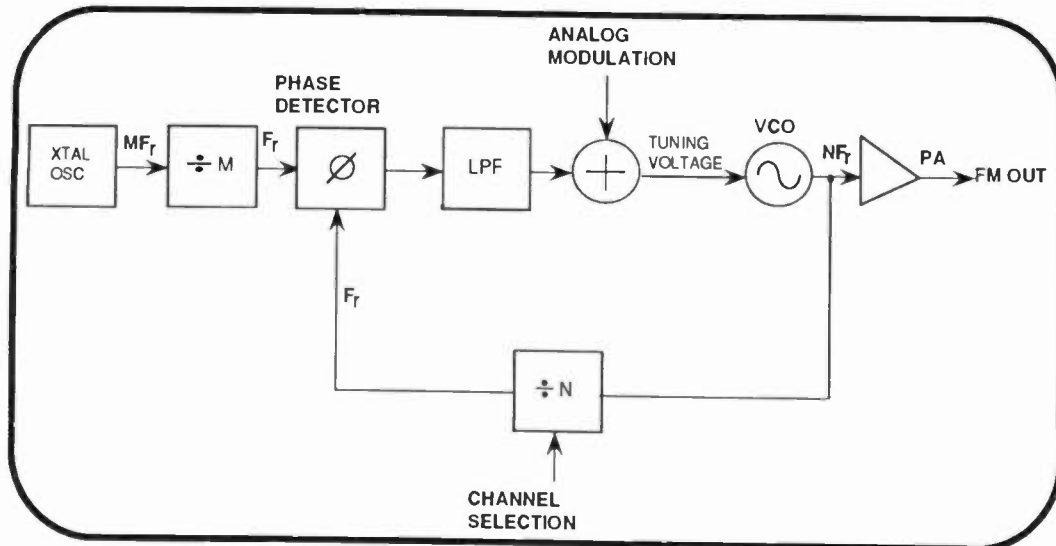 ANALOG
MODULATION
PHASE
DETECTOR
XTAL
OSC
MFr
÷ M
Fr
Ø
LPF
+
TUNING
VOLTAGE
VCO
NFr
PA
FM OUT
Fr
÷ N
CHANNEL
SELECTION